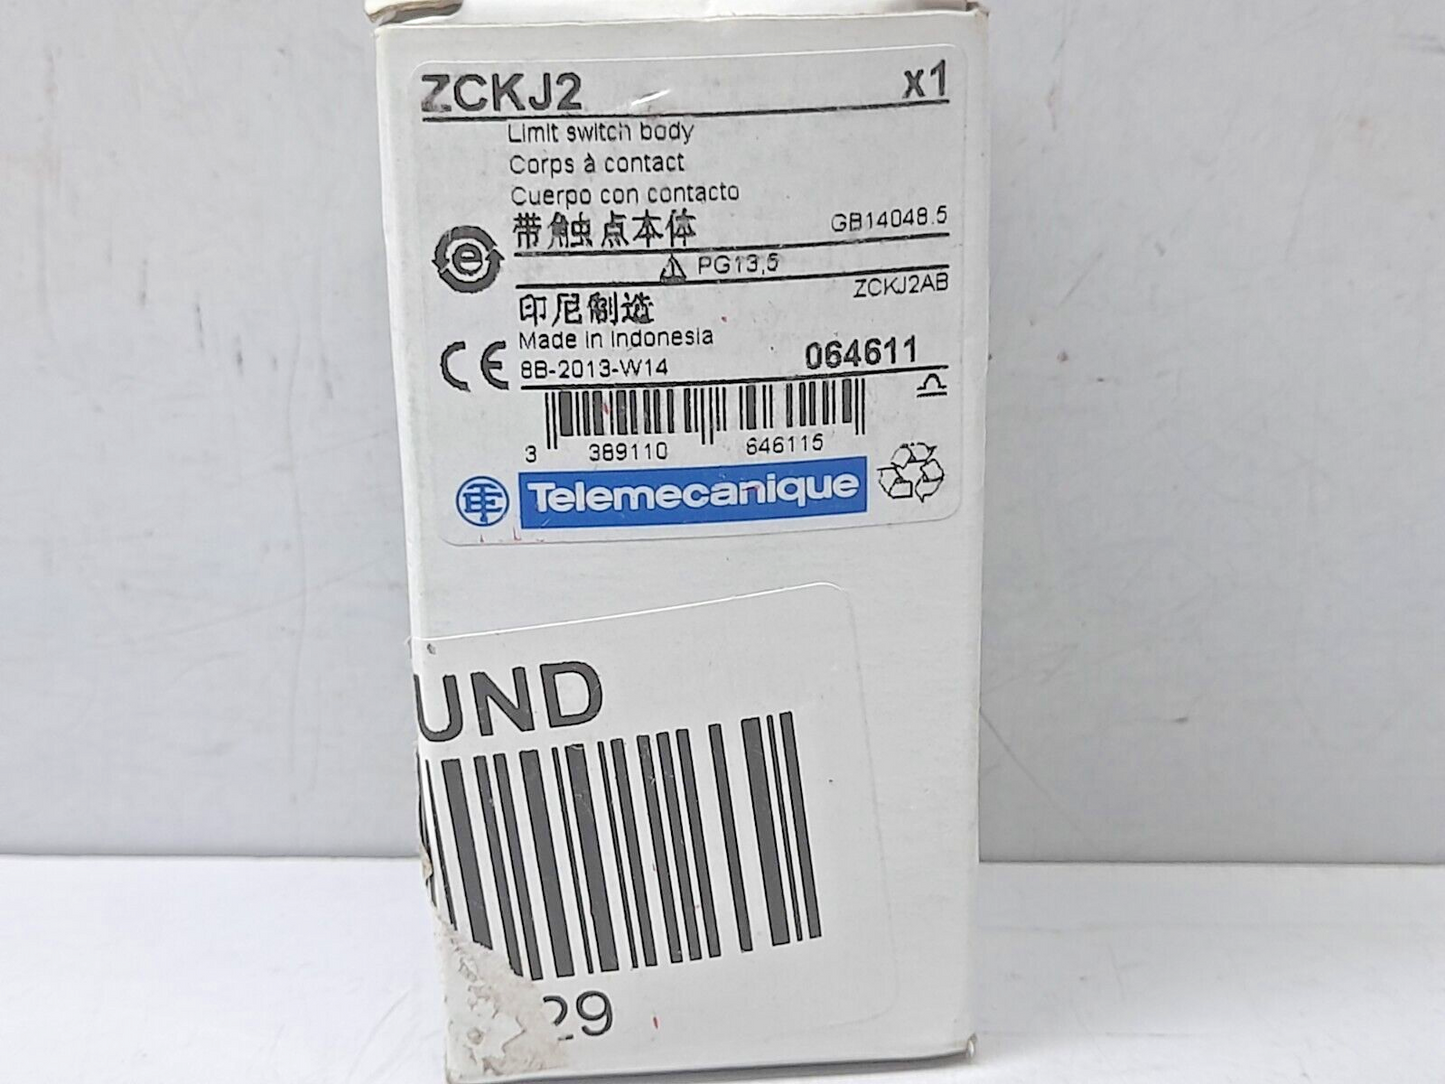 ZCKJ2 x1
Limit switch body
Corps à contact
Cuerpo con contacto
带触点本体 GB14048.5
PG13,5
ZCKJ2AB
印尼制造
Made in Indonesia
8B-2013-W14 064611
CE
3 389110 646115
Telemecanique
UND
29